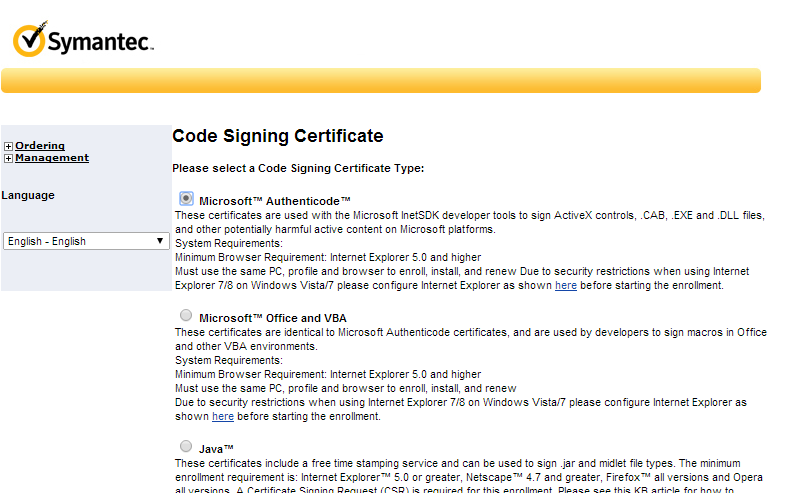 Symantec™
Code Signing Certificate
Ordering
Management
Please select a Code Signing Certificate Type:
Language
English - English
Microsoft™ Authenticode™
These certificates are used with the Microsoft InetSDK developer tools to sign ActiveX controls, .CAB, .EXE and .DLL files,
and other potentially harmful active content on Microsoft platforms.
System Requirements:
Minimum Browser Requirement: Internet Explorer 5.0 and higher
Must use the same PC, profile and browser to enroll, install, and renew Due to security restrictions when using Internet
Explorer 7/8 on Windows Vista/7 please configure Internet Explorer as shown here before starting the enrollment.
Microsoft™ Office and VBA
These certificates are identical to Microsoft Authenticode certificates, and are used by developers to sign macros in Office
and other VBA environments.
System Requirements:
Minimum Browser Requirement: Internet Explorer 5.0 and higher
Must use the same PC, profile and browser to enroll, install, and renew
Due to security restrictions when using Internet Explorer 7/8 on Windows Vista/7 please configure Internet Explorer as
shown here before starting the enrollment.
Java™
These certificates include a free time stamping service and can be used to sign .jar and midlet file types. The minimum
enrollment requirement is: Internet Explorer™ 5.0 or greater, Netscape™ 4.7 and greater, Firefox™ all versions and Opera
all versions. A Certificate Signing Request (CSR) is required for this enrollment. Please see this KB article for how to